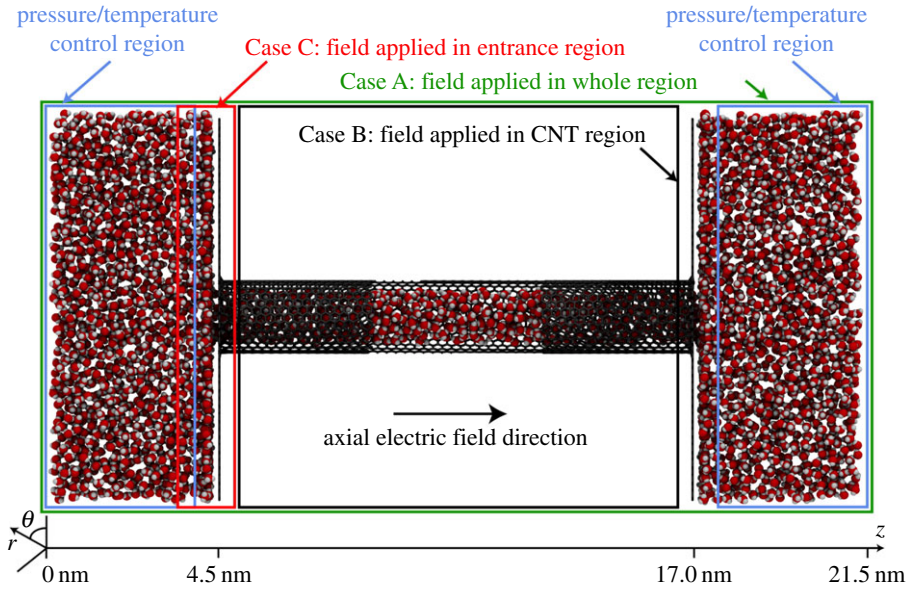 pressure/temperature
control region
pressure/temperature
control region
Case C: field applied in entrance region
Case A: field applied in whole region
Case B: field applied in CNT region
axial electric field direction
θ
r
z
0 nm
4.5 nm
17.0 nm
21.5 nm